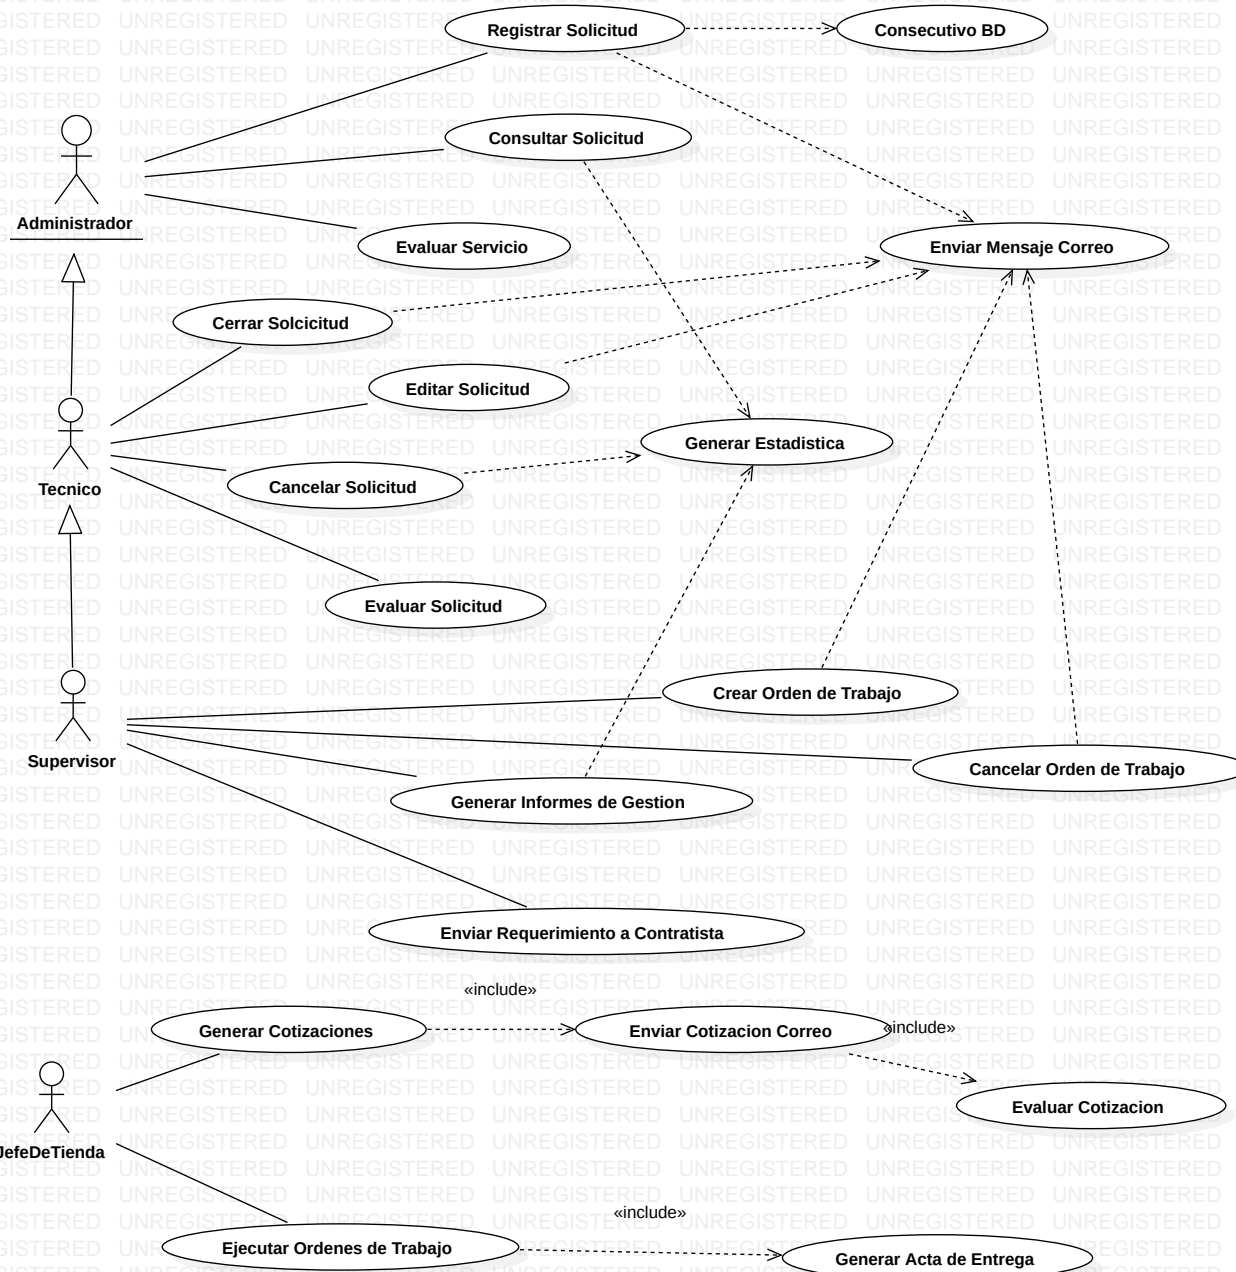 Registrar Solicitud
Consecutivo BD
Consultar Solicitud
Administrador
Evaluar Servicio
Enviar Mensaje Correo
Cerrar Solcicitud
Editar Solicitud
Generar Estadistica
Cancelar Solicitud
Tecnico
Evaluar Solicitud
Crear Orden de Trabajo
Supervisor
Cancelar Orden de Trabajo
Generar Informes de Gestion
Enviar Requerimiento a Contratista
«include»
Generar Cotizaciones
Enviar Cotizacion Correo
«include»
Evaluar Cotizacion
JefeDeTienda
«include»
Ejecutar Ordenes de Trabajo
Generar Acta de Entrega
UNREGISTERED